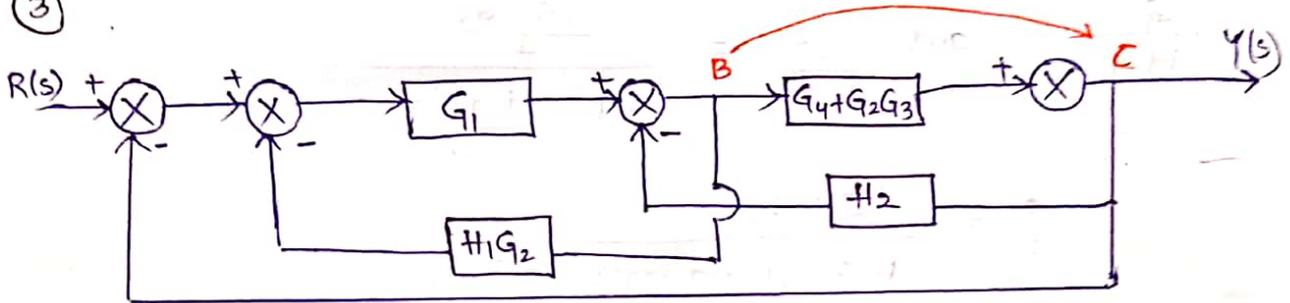 3
R(s) + - + - G1 + - B G4+G2G3 + C Y(s)
H2
H1G2